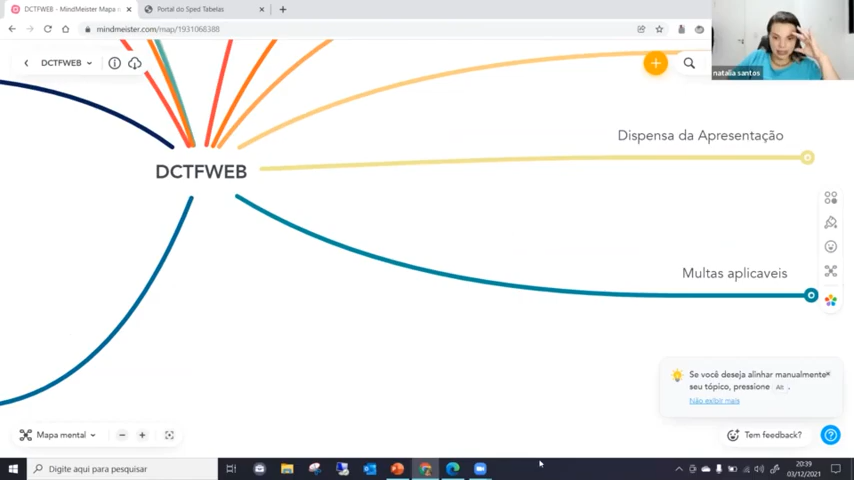 DCTFWEB - MindMeister Mapa
Portal do Sped Tabelas
mindmeister.com/map/1931068388
DCTFWEB
natalia santos
Dispensa da Apresentação
DCTFWEB
Multas aplicaveis
Se você deseja alinhar manualmente
seu tópico, pressione Alt .
Não exibir mais
Mapa mental
Tem feedback?
Digite aqui para pesquisar
20:39
03/12/2021